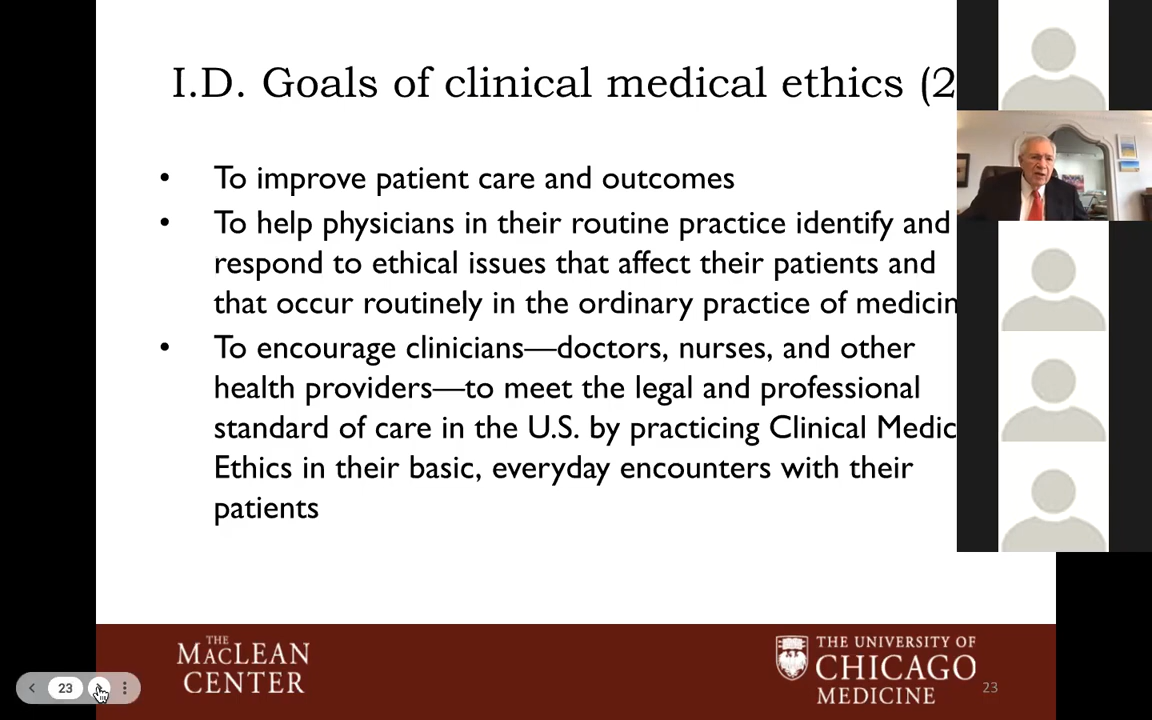 I.D. Goals of clinical medical ethics (2
• To improve patient care and outcomes
• To help physicians in their routine practice identify and
respond to ethical issues that affect their patients and
that occur routinely in the ordinary practice of medicin
• To encourage clinicians—doctors, nurses, and other
health providers—to meet the legal and professional
standard of care in the U.S. by practicing Clinical Medic
Ethics in their basic, everyday encounters with their
patients
THE
MACLEAN
CENTER
THE UNIVERSITY OF
CHICAGO
MEDICINE
23
23